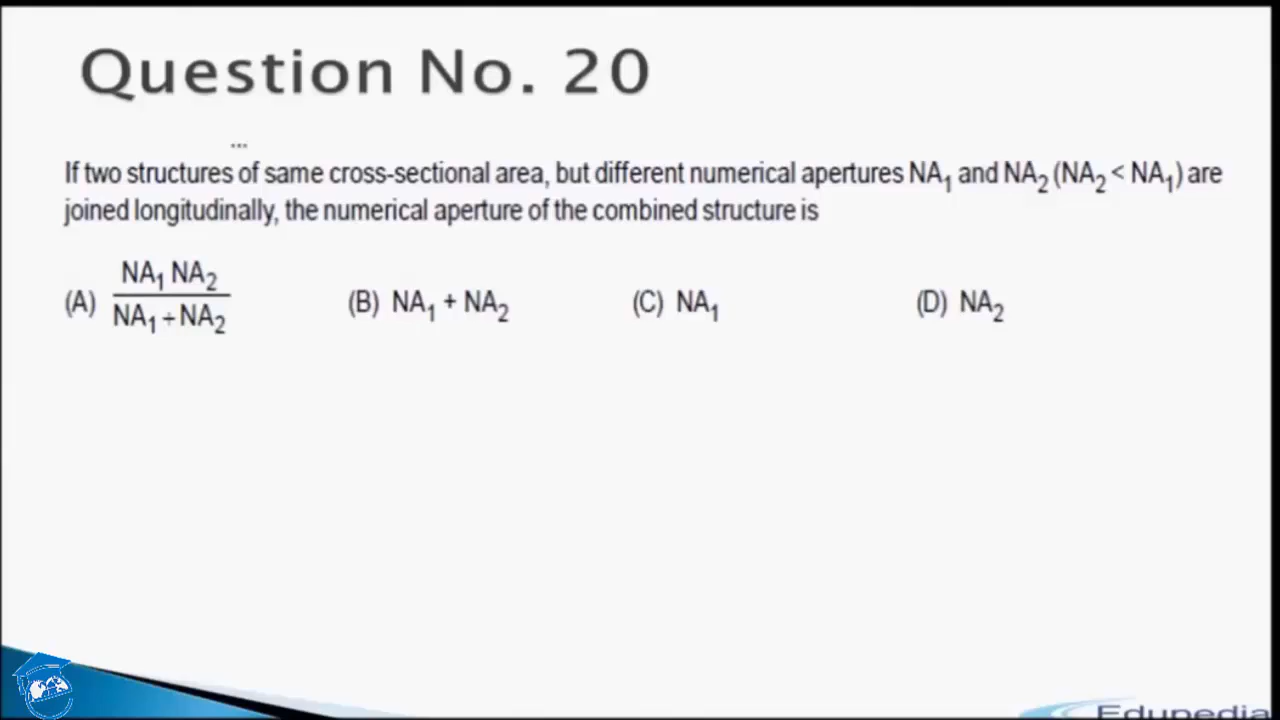 Question No. 20
...
If two structures of same cross-sectional area, but different numerical apertures NA₁ and NA₂ (NA₂ < NA₁) are
joined longitudinally, the numerical aperture of the combined structure is
(A) NA₁ NA₂ / NA₁ + NA₂ (B) NA₁ + NA₂ (C) NA₁ (D) NA₂
Edupedia